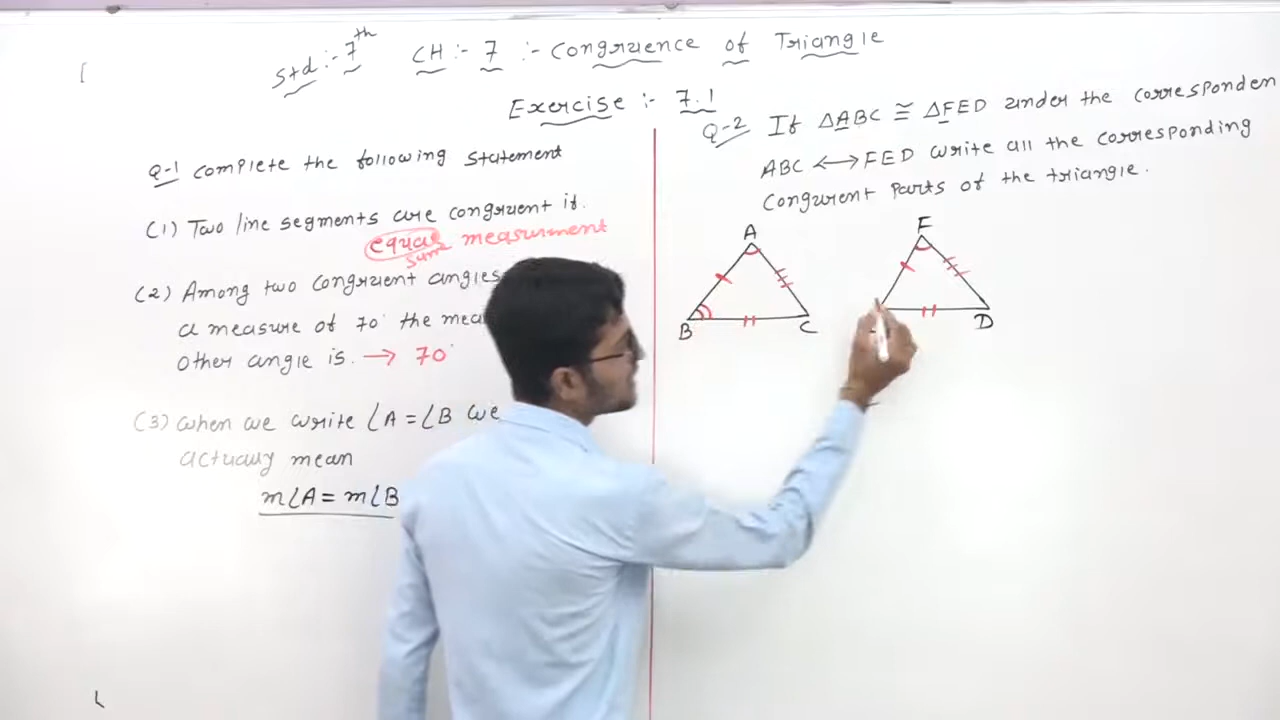 Std :- 7th CH :- 7 :- Congruence of Triangle
Exercise :- 7.1
Q-1 complete the following statement
(1) Two line segments are congruent if.
equal measurment
same
(2) Among two congruent angles
a measure of 70° the
other angle is. → 70°
(3) when we write ∠A = ∠B we
actually mean
m∠A = m∠B
Q-2 If ΔABC ≅ ΔFED under the corresponden
ABC ⟷ FED write all the corresponding
congurent parts of the triangle.
A
B
C
F
D